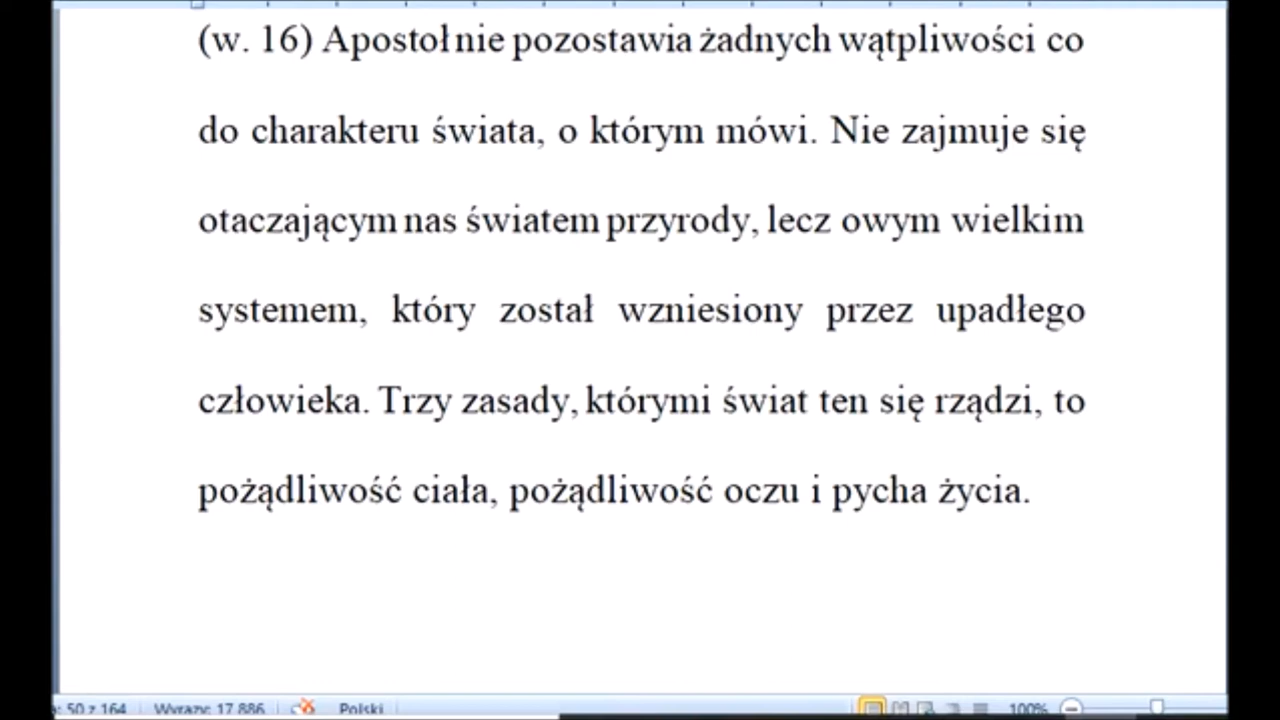 (w. 16) Apostoł nie pozostawia żadnych wątpliwości co
do charakteru świata, o którym mówi. Nie zajmuje się
otaczającym nas światem przyrody, lecz owym wielkim
systemem, który został wzniesiony przez upadłego
człowieka. Trzy zasady, którymi świat ten się rządzi, to
pożądliwość ciała, pożądliwość oczu i pycha życia.
: 50 z 164 Wyrazy: 17 886 Polski 100%